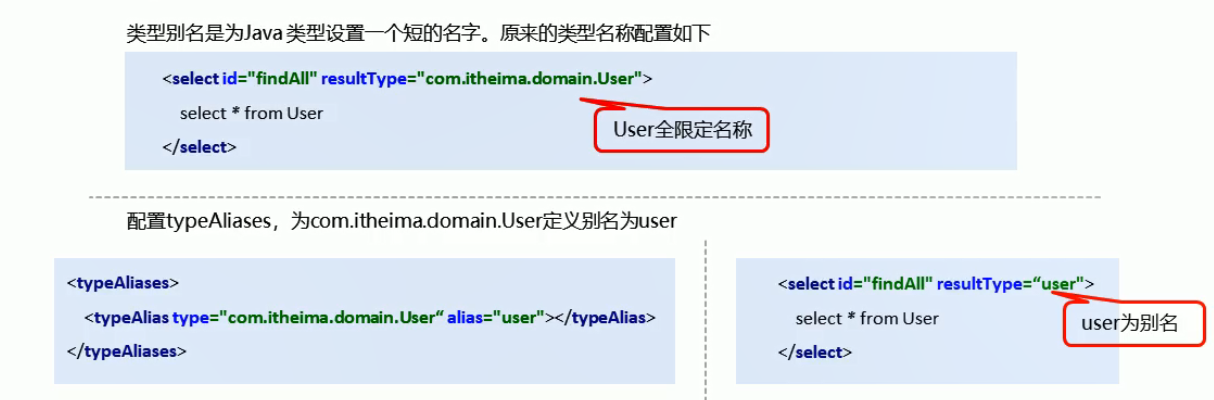 类型别名是为Java 类型设置一个短的名字。原来的类型名称配置如下
<select id="findAll" resultType="com.itheima.domain.User">
select * from User
User全限定名称
</select>
配置typeAliases，为com.itheima.domain.User定义别名为user
<typeAliases>
<typeAlias type="com.itheima.domain.User“ alias="user"></typeAlias>
</typeAliases>
<select id="findAll" resultType=“user">
select * from User
user为别名
</select>